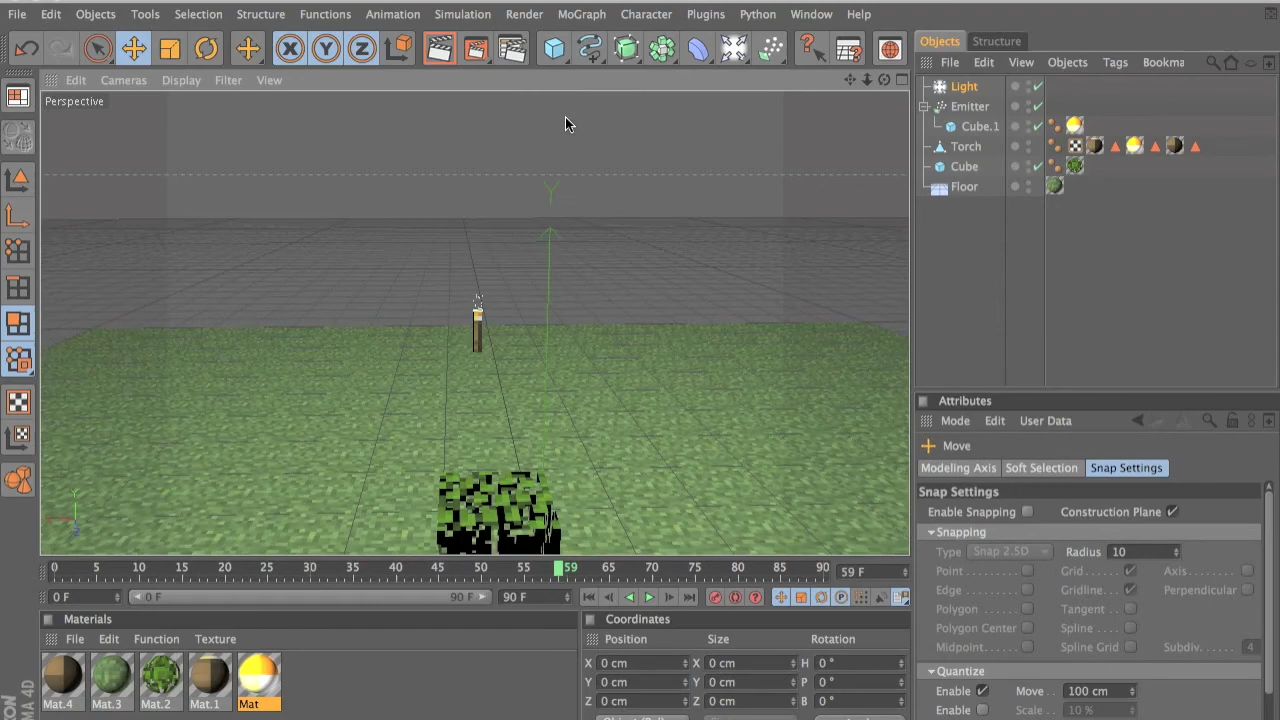 File Edit Objects Tools Selection Structure Functions Animation Simulation Render MoGraph Character Plugins Python Window Help
X Y Z
Objects Structure
File Edit View Objects Tags Bookma
Edit Cameras Display Filter View
Perspective
Light
Emitter
Cube.1
Torch
Cube
Floor
Y
Y
Attributes
Mode Edit User Data
Move
Modeling Axis Soft Selection Snap Settings
Snap Settings
Enable Snapping Construction Plane
Snapping
Type Snap 2.5D Radius 10
Point Grid Axis
Edge Gridline Perpendicular
Polygon Tangent
Polygon Center Spline
Midpoint Spline Grid Subdiv. 4
Quantize
Enable Move 100 cm
Enable Scale 10 %
0 5 10 15 20 25 30 35 40 45 50 55 59 65 70 75 80 85 90 59 F
0 F 0 F 90 F 90 F
Materials
File Edit Function Texture
Mat.4 Mat.3 Mat.2 Mat.1 Mat
Coordinates
Position Size Rotation
X 0 cm X 0 cm H 0 °
Y 0 cm Y 0 cm P 0 °
Z 0 cm Z 0 cm B 0 °